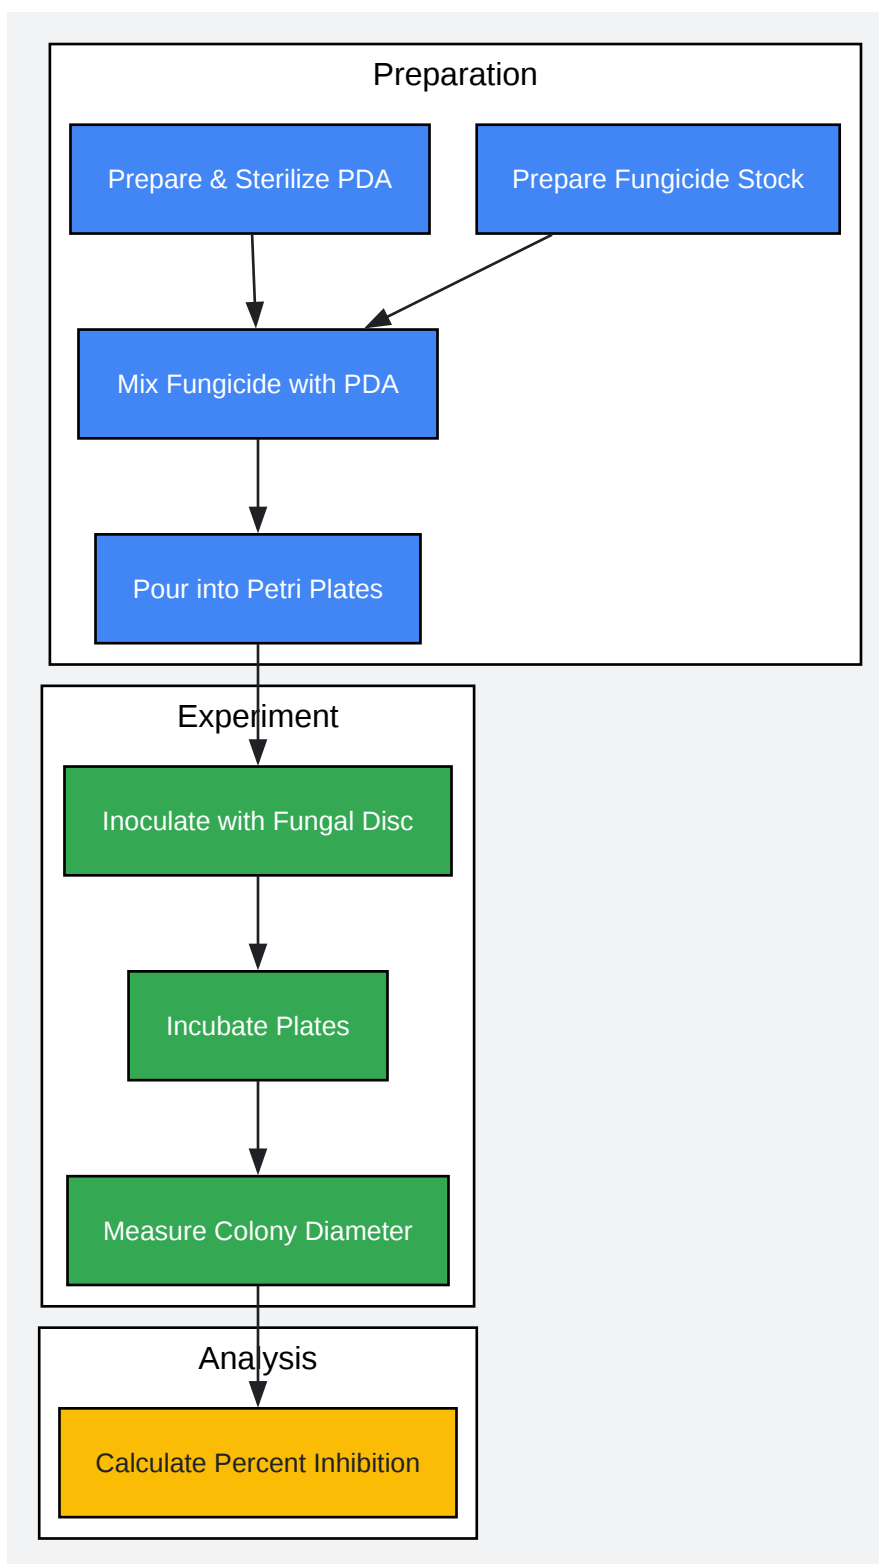 Preparation
Prepare & Sterilize PDA
Prepare Fungicide Stock
Mix Fungicide with PDA
Pour into Petri Plates
Experiment
Inoculate with Fungal Disc
Incubate Plates
Measure Colony Diameter
Analysis
Calculate Percent Inhibition